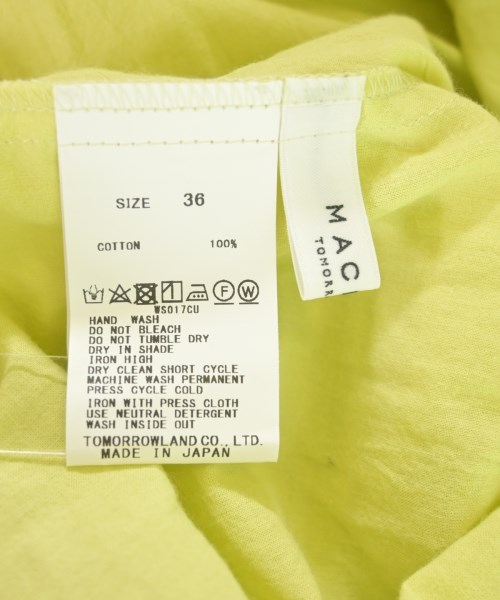 SIZE 36
COTTON 100%
F W
WS017CU
HAND WASH
DO NOT BLEACH
DO NOT TUMBLE DRY
DRY IN SHADE
IRON HIGH
DRY CLEAN SHORT CYCLE
MACHINE WASH PERMANENT
PRESS CYCLE COLD
IRON WITH PRESS CLOTH
USE NEUTRAL DETERGENT
WASH INSIDE OUT
TOMORROWLAND CO., LTD.
MADE IN JAPAN